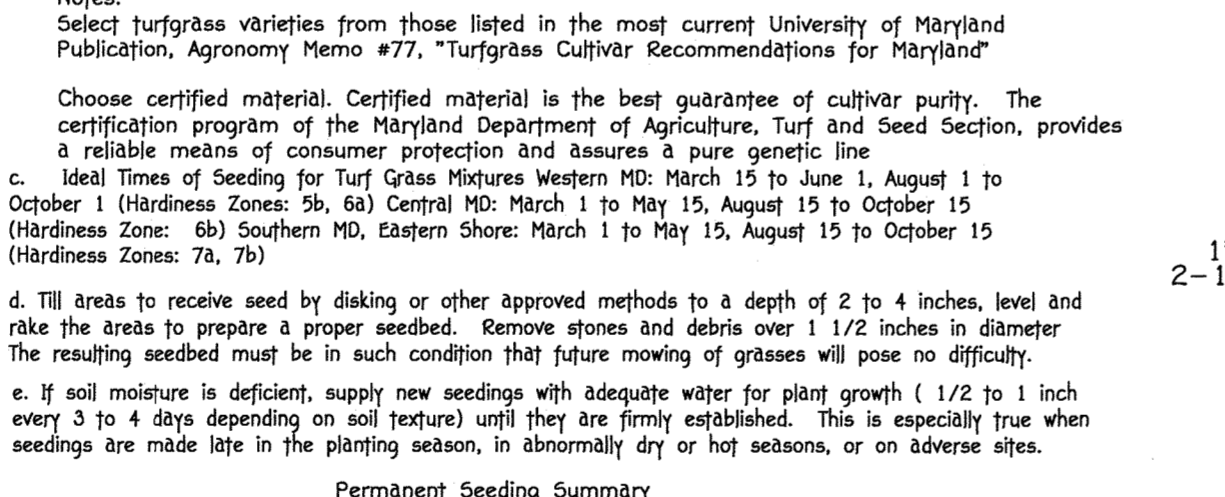 Notes:
Select turfgrass varieties from those listed in the most current University of Maryland
Publication, Agronomy Memo #77, "Turfgrass Cultivar Recommendations for Maryland"
Choose certified material. Certified material is the best guarantee of cultivar purity. The
certification program of the Maryland Department of Agriculture, Turf and Seed Section, provides
a reliable means of consumer protection and assures a pure genetic line
c. Ideal Times of Seeding for Turf Grass Mixtures Western MD: March 15 to June 1, August 1 to
October 1 (Hardiness Zones: 5b, 6a) Central MD: March 1 to May 15, August 15 to October 15
(Hardiness Zone: 6b) Southern MD, Eastern Shore: March 1 to May 15, August 15 to October 15
(Hardiness Zones: 7a, 7b)
1
2-1
d. Till areas to receive seed by disking or other approved methods to a depth of 2 to 4 inches, level and
rake the areas to prepare a proper seedbed. Remove stones and debris over 1 1/2 inches in diameter
The resulting seedbed must be in such condition that future mowing of grasses will pose no difficulty.
e. If soil moisture is deficient, supply new seedings with adequate water for plant growth ( 1/2 to 1 inch
every 3 to 4 days depending on soil texture) until they are firmly established. This is especially true when
seedings are made late in the planting season, in abnormally dry or hot seasons, or on adverse sites.
Permanent Seeding Summary